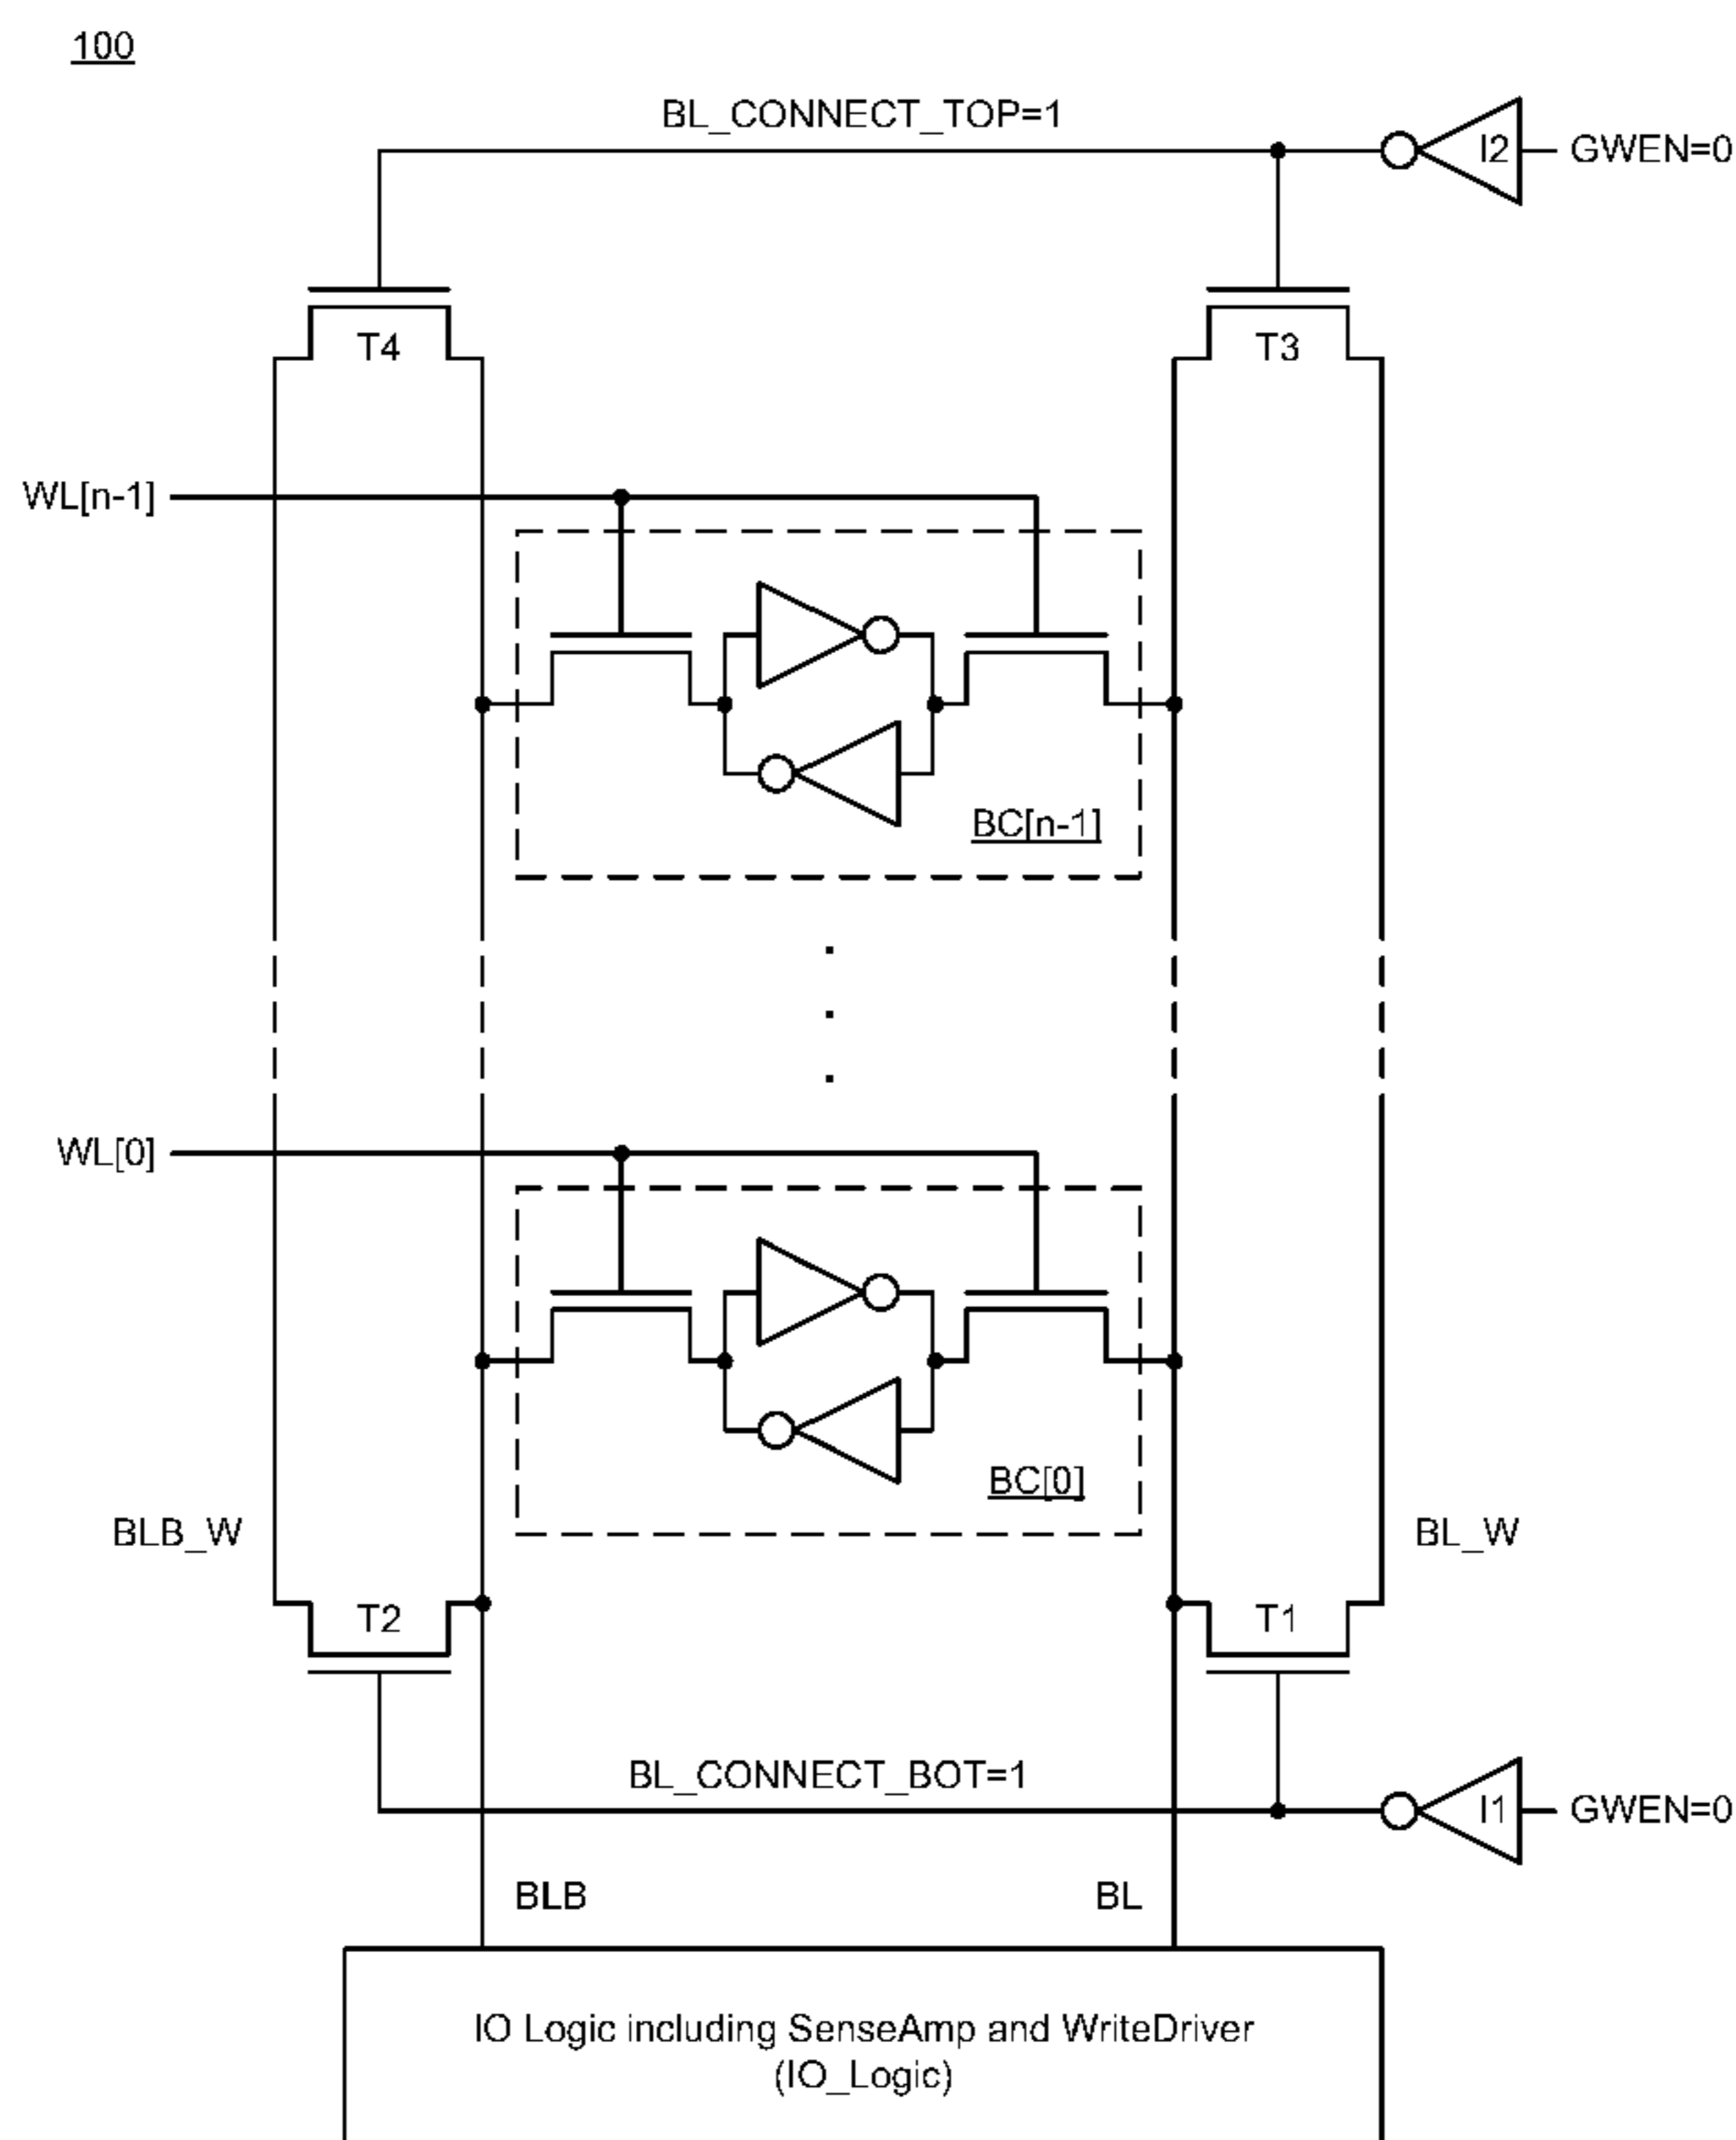 100
BL_CONNECT_TOP=1
I2
GWEN=0
T4
T3
WL[n-1]
BC[n-1]
WL[0]
BC[0]
BLB_W
BL_W
T2
T1
BL_CONNECT_BOT=1
I1
GWEN=0
BLB
BL
IO Logic including SenseAmp and WriteDriver
(IO_Logic)